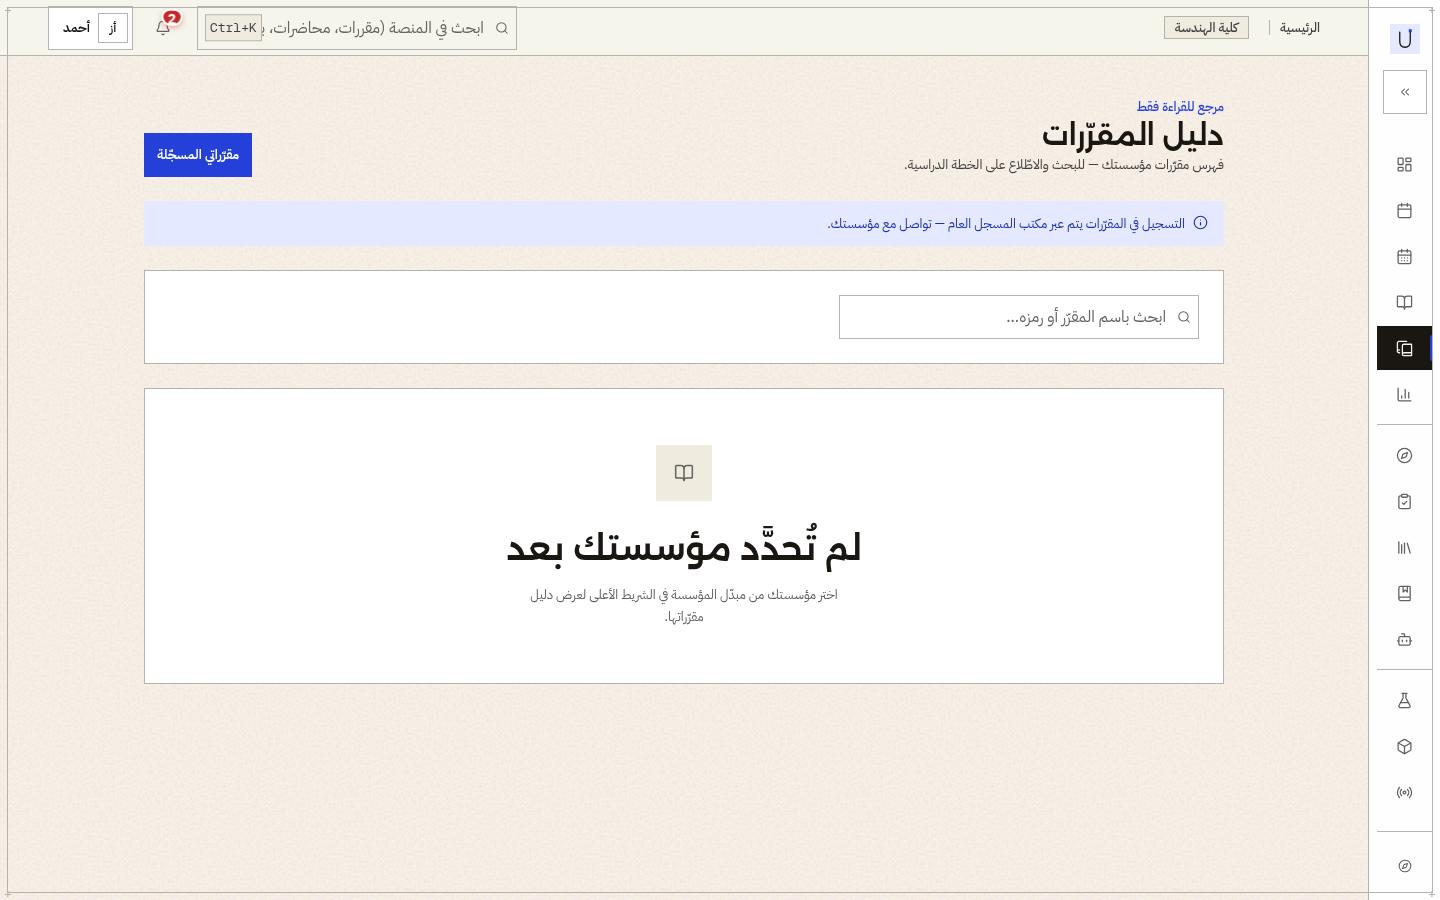 الرئيسية
كلية الهندسة
ابحث في المنصة (مقررات، محاضرات، ب
Ctrl+K
2
أز
أحمد
مرجع للقراءة فقط
دليل المقرّرات
فهرس مقرّرات مؤسستك — للبحث والاطّلاع على الخطة الدراسية.
مقرّراتي المسجّلة
التسجيل في المقرّرات يتم عبر مكتب المسجل العام — تواصل مع مؤسستك.
ابحث باسم المقرّر أو رمزه...
لم تُحدَّد مؤسستك بعد
اختر مؤسستك من مبدّل المؤسسة في الشريط الأعلى لعرض دليل
مقرّراتها.